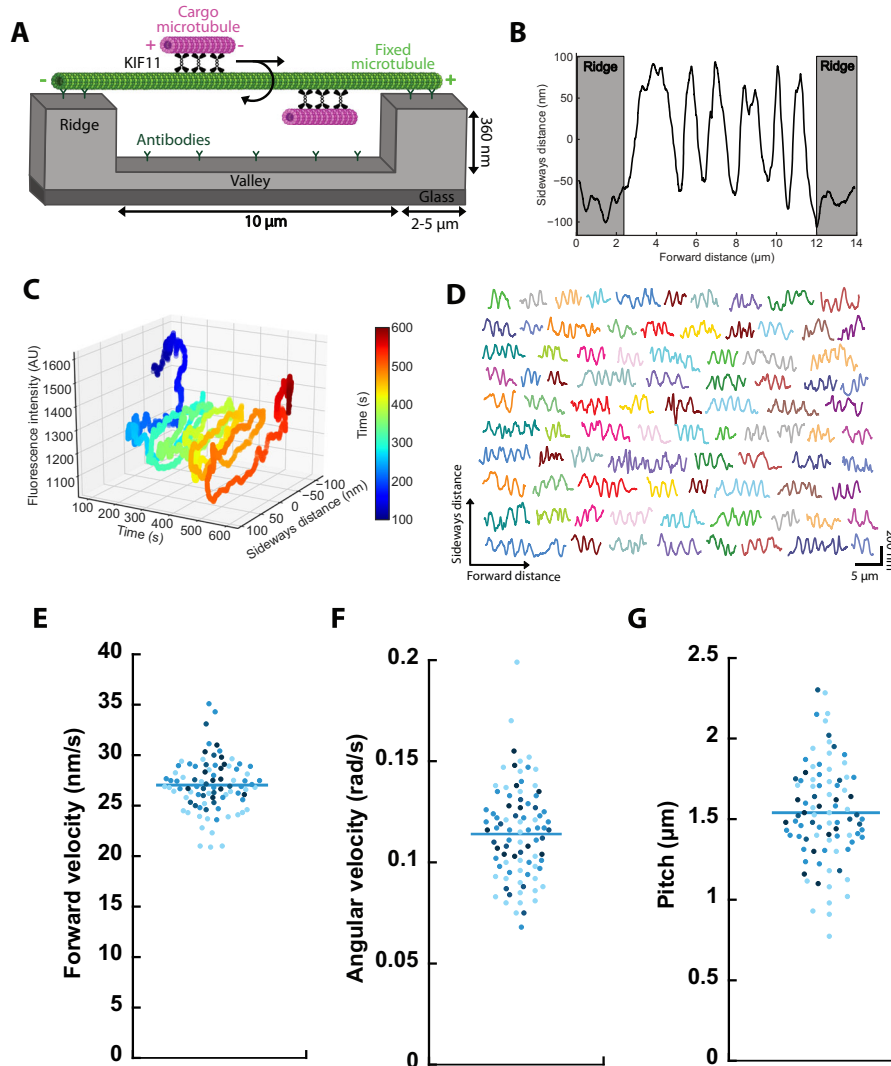 A
Cargo
microtubule
+
-
KIF11
Fixed
microtubule
-
+
Ridge
Antibodies
Valley
360 nm
Glass
10 µm
2-5 µm
B
Ridge
Ridge
100
50
0
−50
−100
Sideways distance (nm)
0
2
4
6
8
10
12
14
Forward distance (µm)
C
1600
1500
1400
1300
1200
1100
Fluorescence intensity (AU)
100
200
300
400
500
600
Time (s)
100
50
0
−50
−100
Sideways distance (nm)
600
500
400
300
200
100
Time (s)
D
Sideways distance
Forward distance
5 µm
E
40
35
30
25
20
15
10
5
0
Forward velocity (nm/s)
F
0.2
0.15
0.1
0.05
0
Angular velocity (rad/s)
G
2.5
2
1.5
1
0.5
0
Pitch (µm)